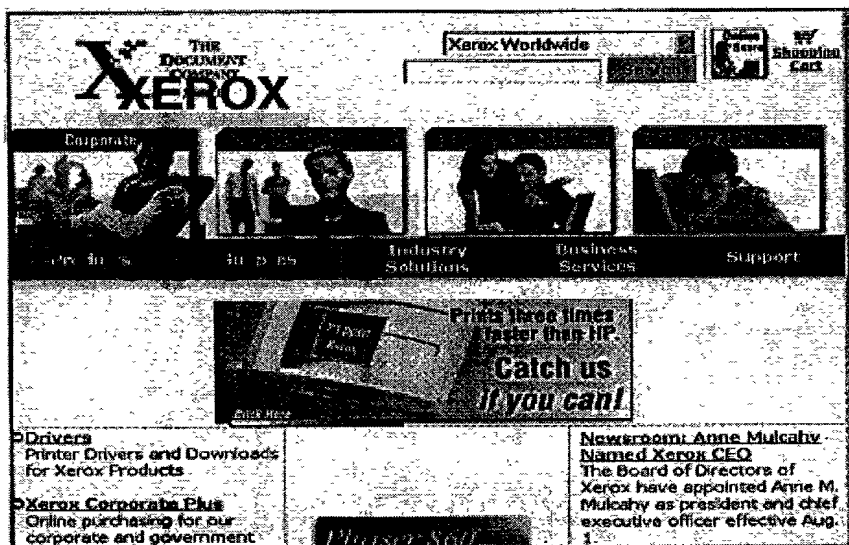 THE
DOCUMENT
COMPANY
XEROX
Xerox Worldwide
Shopping
Cart
Corporate
Industry
Solutions
Business
Services
Support
Prints three times
faster than HP.
Catch us
if you can!
Click Here
Drivers
Printer Drivers and Downloads
for Xerox Products
Xerox Corporate Plus
Online purchasing for our
corporate and government
Newsroom: Anne Mulcahy
Named Xerox CEO
The Board of Directors of
Xerox have appointed Anne M.
Mulcahy as president and chief
executive officer effective Aug.
1